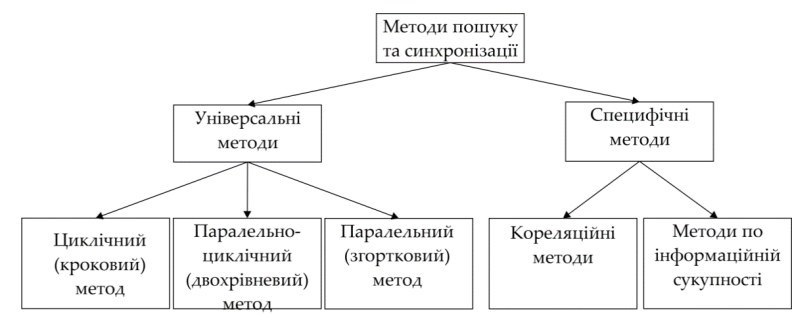 Методи пошуку
та синхронізації
Універсальні
методи
Специфічні
методи
Циклічний
(кроковий)
метод
Паралельно-
циклічний
(двохрівневий)
метод
Паралельний
(згортковий)
метод
Кореляційні
методи
Методи по
інформаційній
сукупності